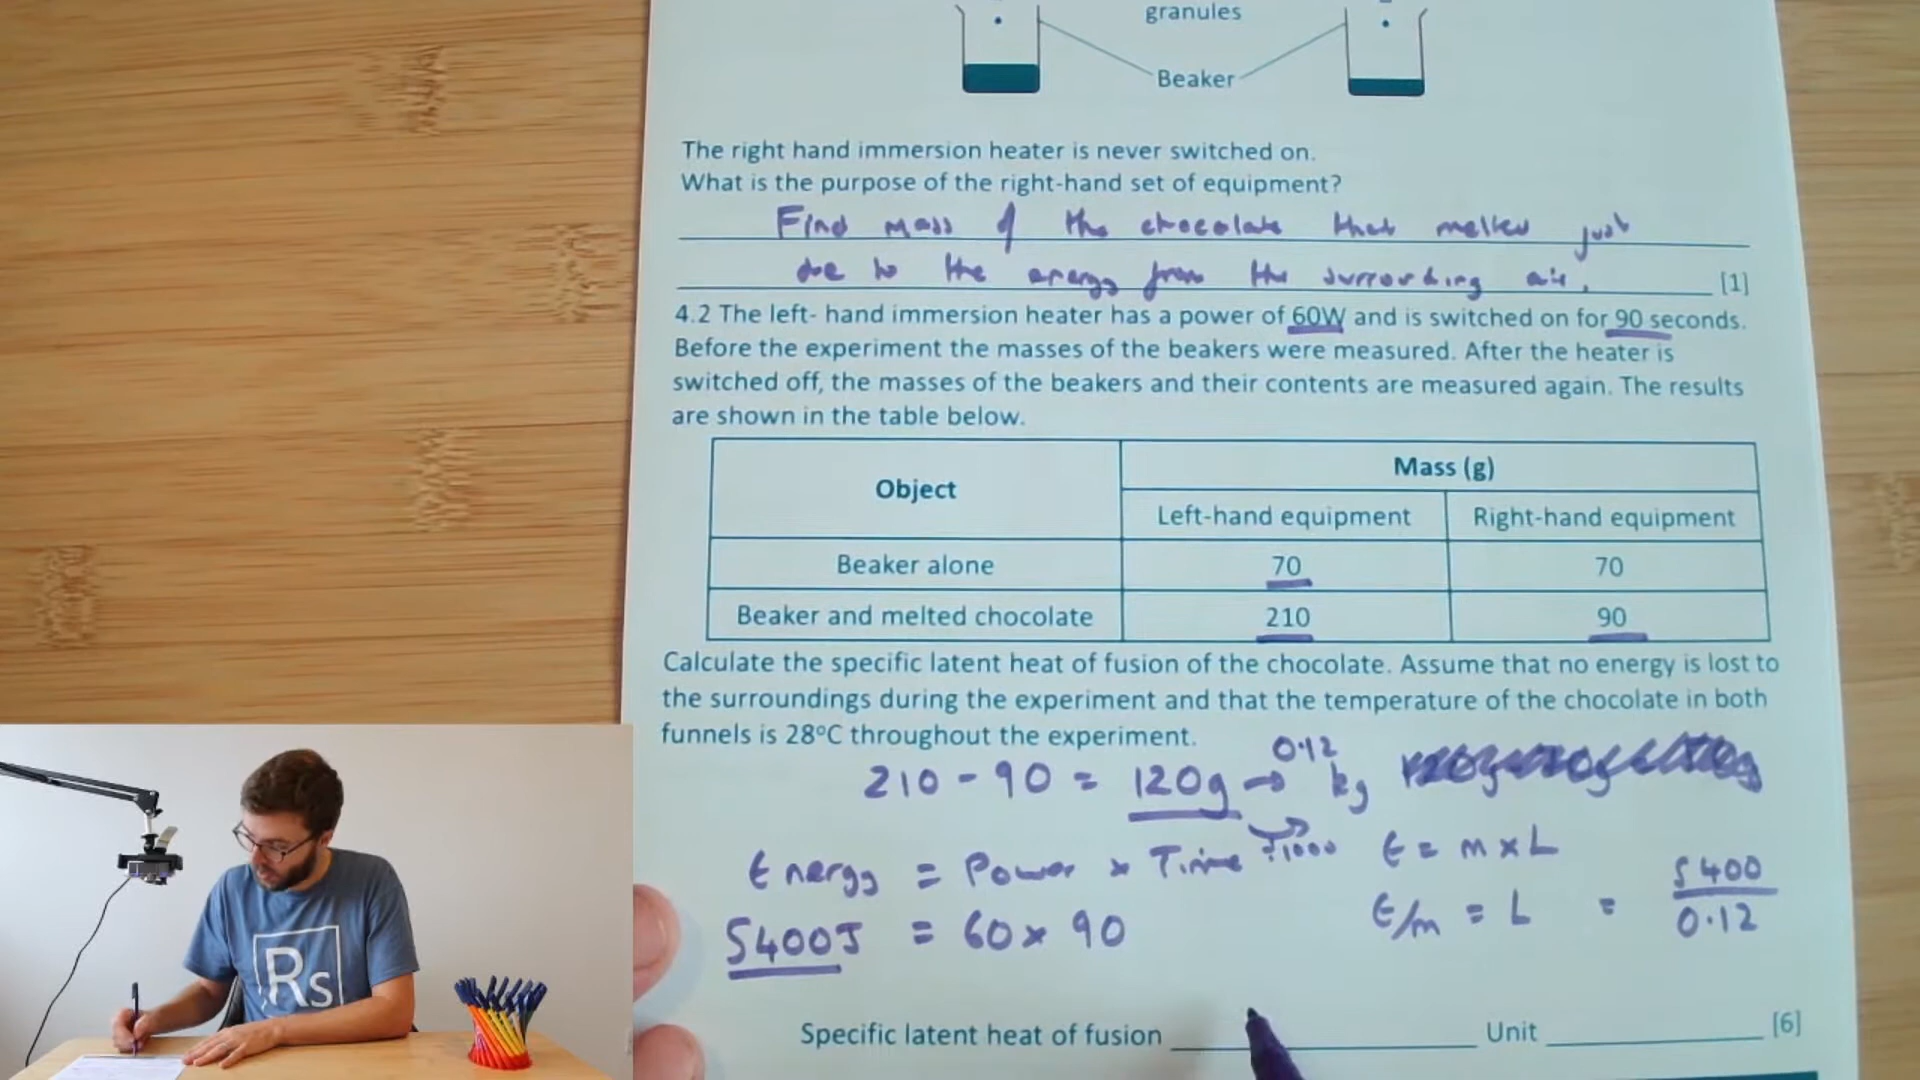 granules
Beaker
The right hand immersion heater is never switched on.
What is the purpose of the right-hand set of equipment?
Find mass of the chocolate that melted just
due to the energy from the surrounding air. [1]
4.2 The left- hand immersion heater has a power of 60W and is switched on for 90 seconds.
Before the experiment the masses of the beakers were measured. After the heater is
switched off, the masses of the beakers and their contents are measured again. The results
are shown in the table below.
Object
Mass (g)
Left-hand equipment Right-hand equipment
Beaker alone 70 70
Beaker and melted chocolate 210 90
Calculate the specific latent heat of fusion of the chocolate. Assume that no energy is lost to
the surroundings during the experiment and that the temperature of the chocolate in both
funnels is 28°C throughout the experiment.
0.12
210 - 90 = 120g → kg
÷1000
Energy = Power × Time
E = m × L
5400J = 60 × 90
E/m = L = 5400
0.12
Specific latent heat of fusion Unit [6]
Rs